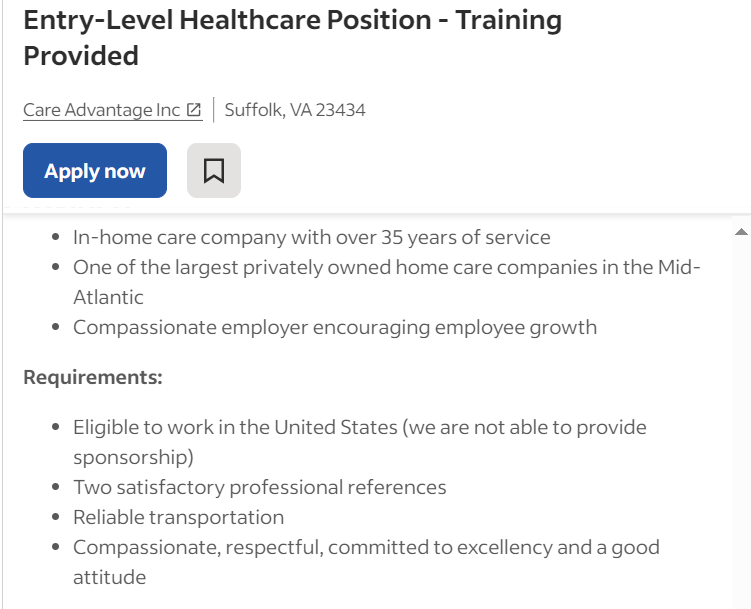 Entry-Level Healthcare Position - Training
Provided
Care Advantage Inc
Suffolk, VA 23434
Apply now
• In-home care company with over 35 years of service
• One of the largest privately owned home care companies in the Mid-
Atlantic
• Compassionate employer encouraging employee growth
Requirements:
• Eligible to work in the United States (we are not able to provide
sponsorship)
• Two satisfactory professional references
• Reliable transportation
• Compassionate, respectful, committed to excellency and a good
attitude